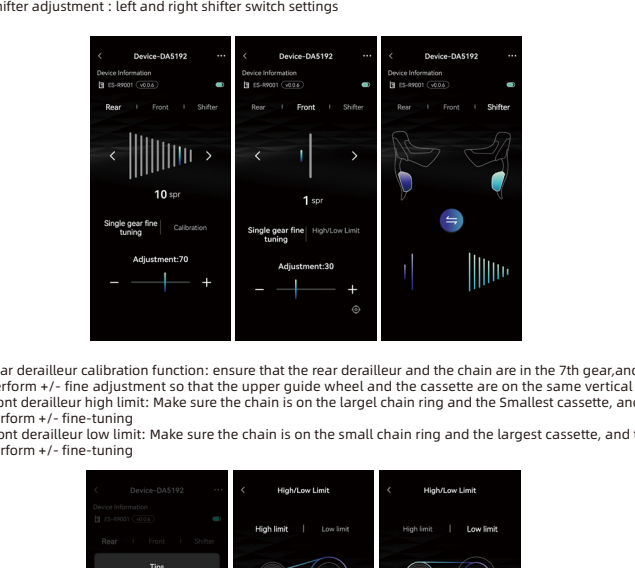 hifter adjustment : left and right shifter switch settings
Device-DA5192
Device Information
ES-R9001 v0.0.6
Rear Front Shifter
10 spr
Single gear fine tuning Calibration
Adjustment:70
Device-DA5192
Device Information
ES-R9001 v0.0.6
Rear Front Shifter
1 spr
Single gear fine tuning High/Low Limit
Adjustment:30
Device-DA5192
Device Information
ES-R9001 v0.0.6
Rear Front Shifter
ar derailleur calibration function: ensure that the rear derailleur and the chain are in the 7th gear,and
erform +/- fine adjustment so that the upper guide wheel and the cassette are on the same vertical
ont derailleur high limit: Make sure the chain is on the largel chain ring and the Smallest cassette, and
erform +/- fine-tuning
ont derailleur low limit: Make sure the chain is on the small chain ring and the largest cassette, and
erform +/- fine-tuning
Device-DA5192
Device Information
ES-R9001 v0.0.6
Rear Front Shifter
Tips
High/Low Limit
High limit Low limit
High/Low Limit
High limit Low limit